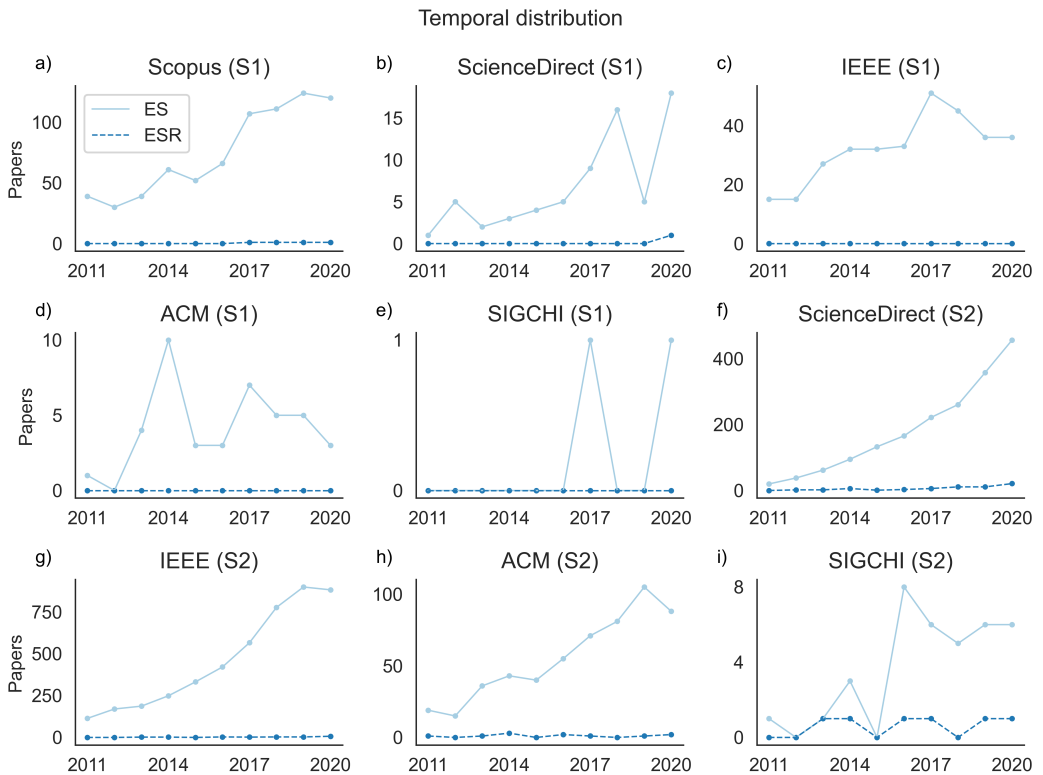 Temporal distribution
a)
Scopus (S1)
b)
ScienceDirect (S1)
c)
IEEE (S1)
ES
ESR
Papers
100
50
0
15
10
5
0
40
20
0
2011 2014 2017 2020
2011 2014 2017 2020
2011 2014 2017 2020
d)
ACM (S1)
e)
SIGCHI (S1)
f)
ScienceDirect (S2)
Papers
10
5
0
1
0
400
200
0
2011 2014 2017 2020
2011 2014 2017 2020
2011 2014 2017 2020
g)
IEEE (S2)
h)
ACM (S2)
i)
SIGCHI (S2)
Papers
750
500
250
0
100
50
0
8
4
0
2011 2014 2017 2020
2011 2014 2017 2020
2011 2014 2017 2020